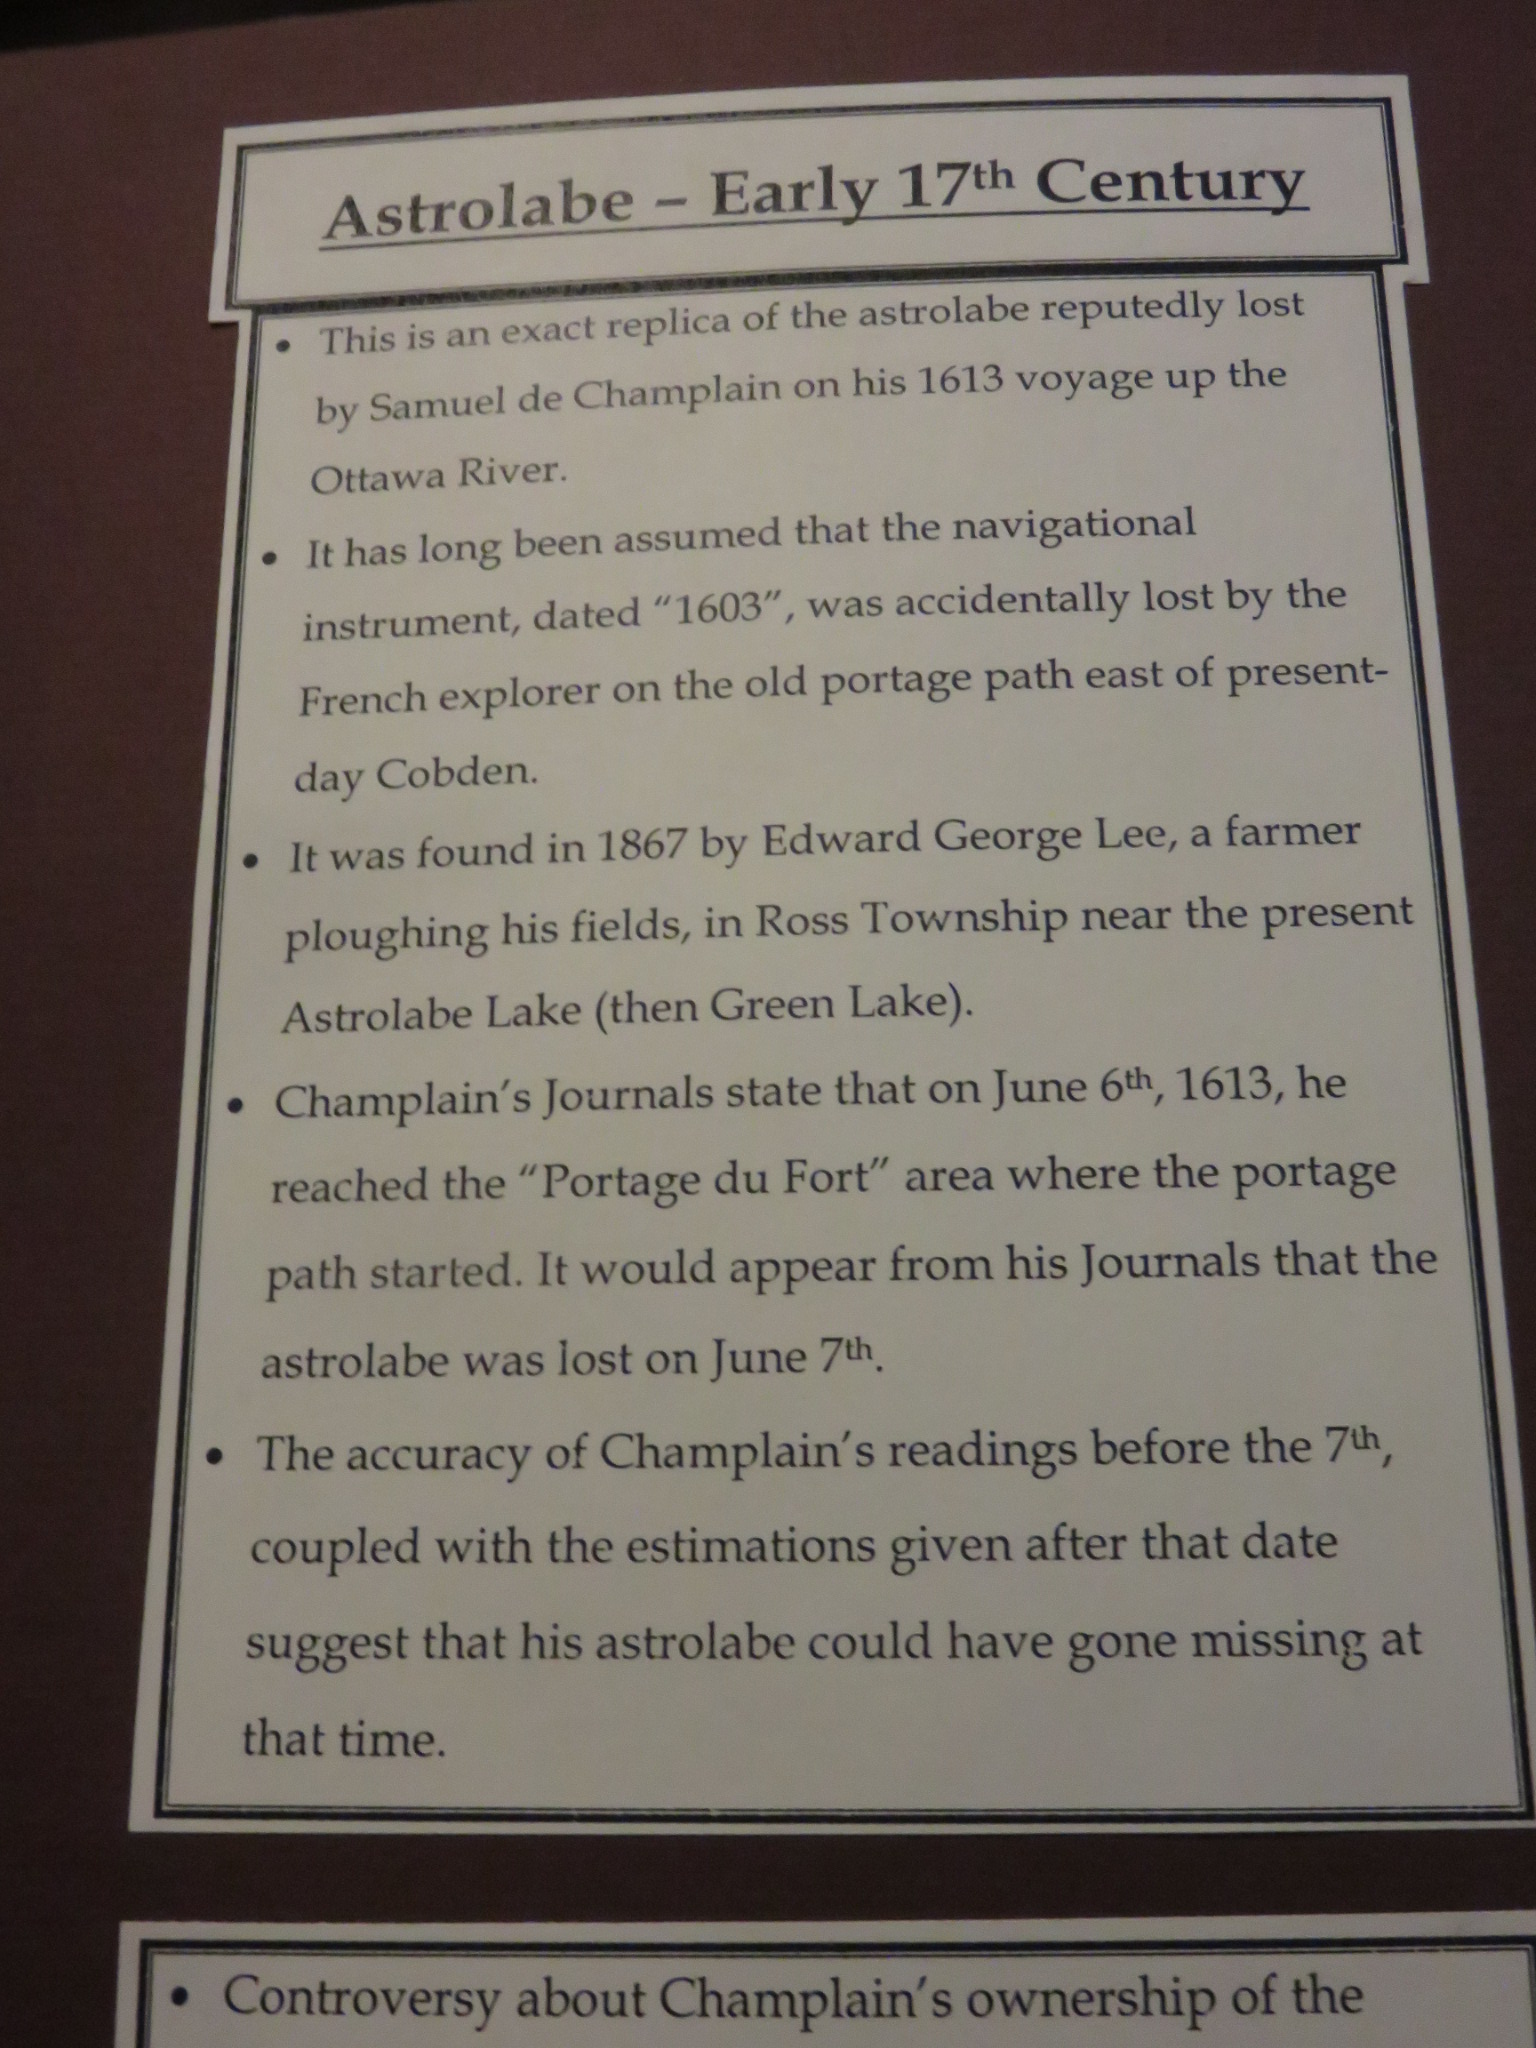 Astrolabe – Early 17th Century
• This is an exact replica of the astrolabe reputedly lost
by Samuel de Champlain on his 1613 voyage up the
Ottawa River.
• It has long been assumed that the navigational
instrument, dated “1603”, was accidentally lost by the
French explorer on the old portage path east of present-
day Cobden.
• It was found in 1867 by Edward George Lee, a farmer
ploughing his fields, in Ross Township near the present
Astrolabe Lake (then Green Lake).
• Champlain’s Journals state that on June 6th, 1613, he
reached the “Portage du Fort” area where the portage
path started. It would appear from his Journals that the
astrolabe was lost on June 7th.
• The accuracy of Champlain’s readings before the 7th,
coupled with the estimations given after that date
suggest that his astrolabe could have gone missing at
that time.
• Controversy about Champlain’s ownership of the